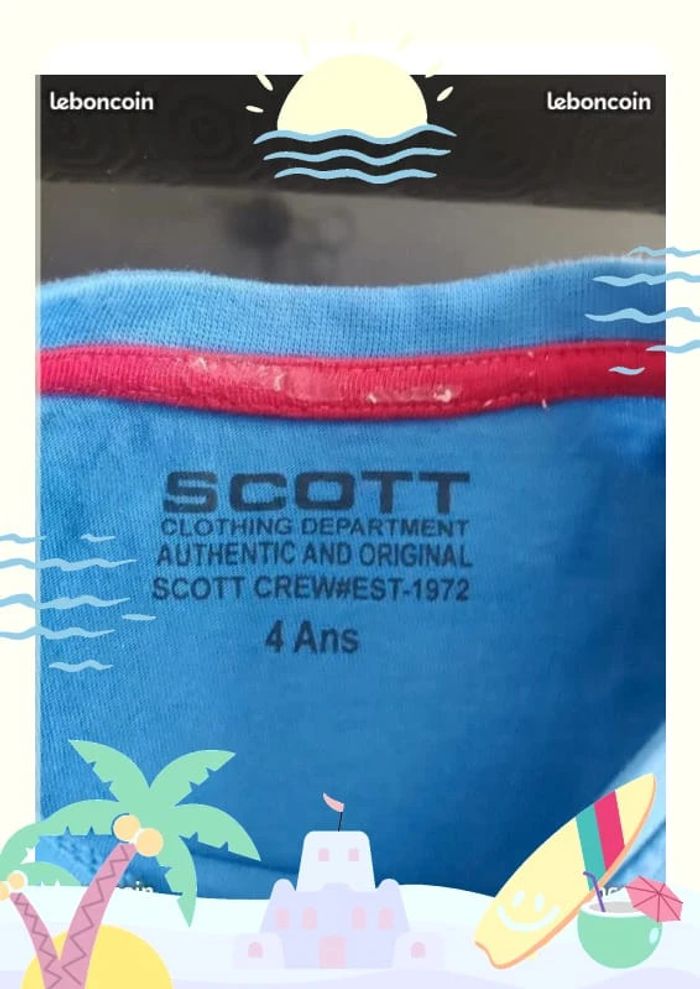 leboncoin
leboncoin
SCOTT
CLOTHING DEPARTMENT
AUTHENTIC AND ORIGINAL
SCOTT CREW#EST-1972
4 Ans